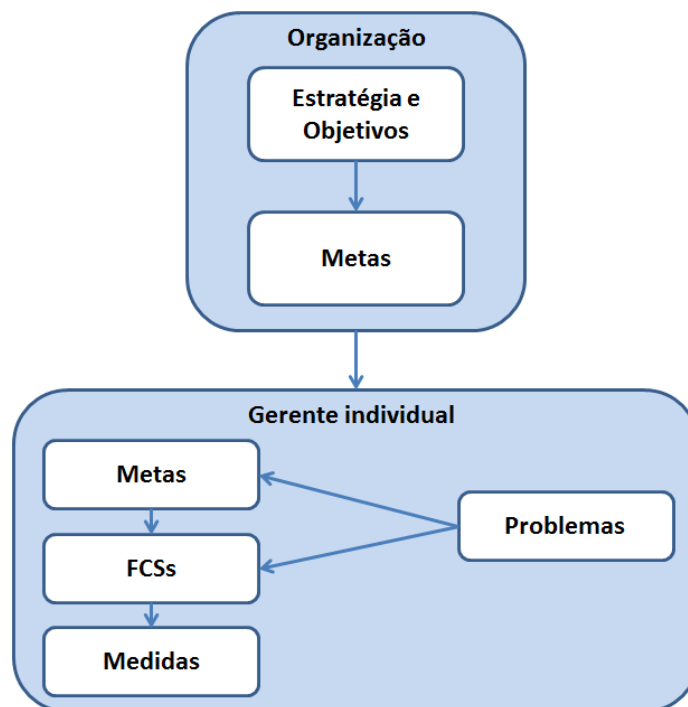 Organização
Estratégia e
Objetivos
Metas
Gerente individual
Metas
Problemas
FCSs
Medidas